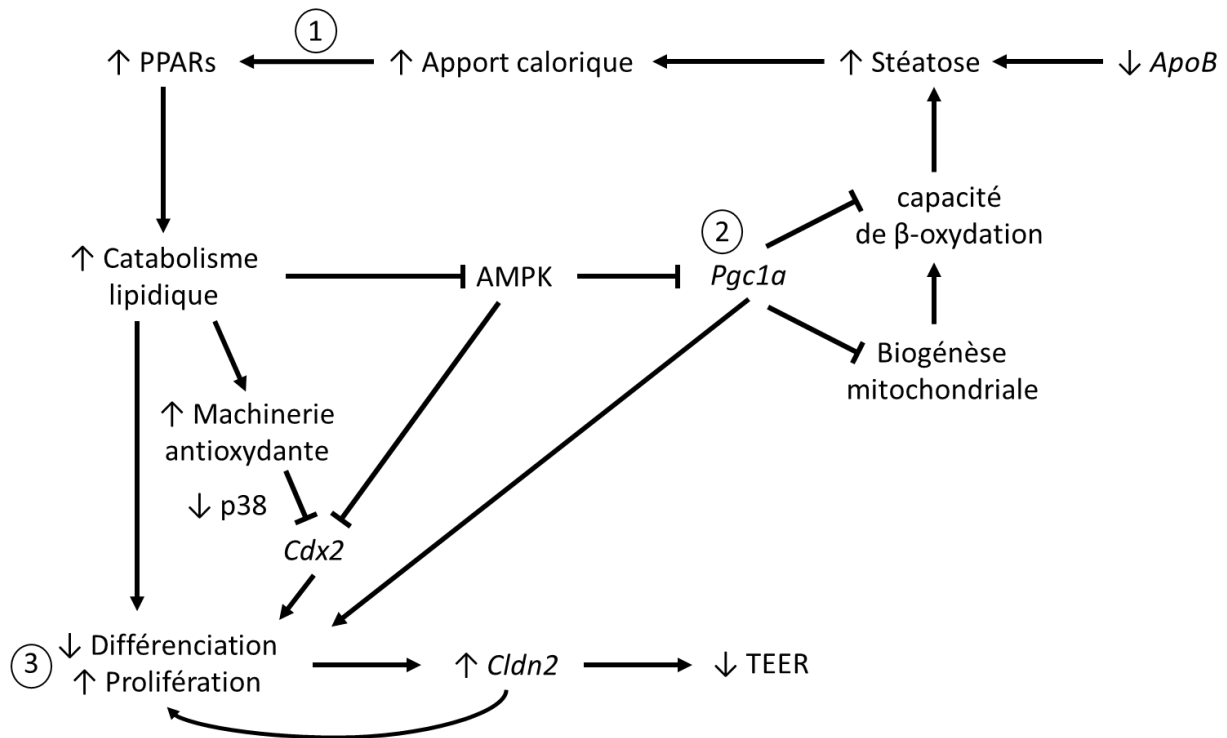 1
↑ PPARs
↑ Apport calorique
↑ Stéatose
↓ ApoB
capacité
de β-oxydation
2
↑ Catabolisme
lipidique
AMPK
Pgc1a
Biogénèse
mitochondriale
↑ Machinerie
antioxydante
↓ p38
Cdx2
3
↓ Différenciation
↑ Prolifération
↑ Cldn2
↓ TEER